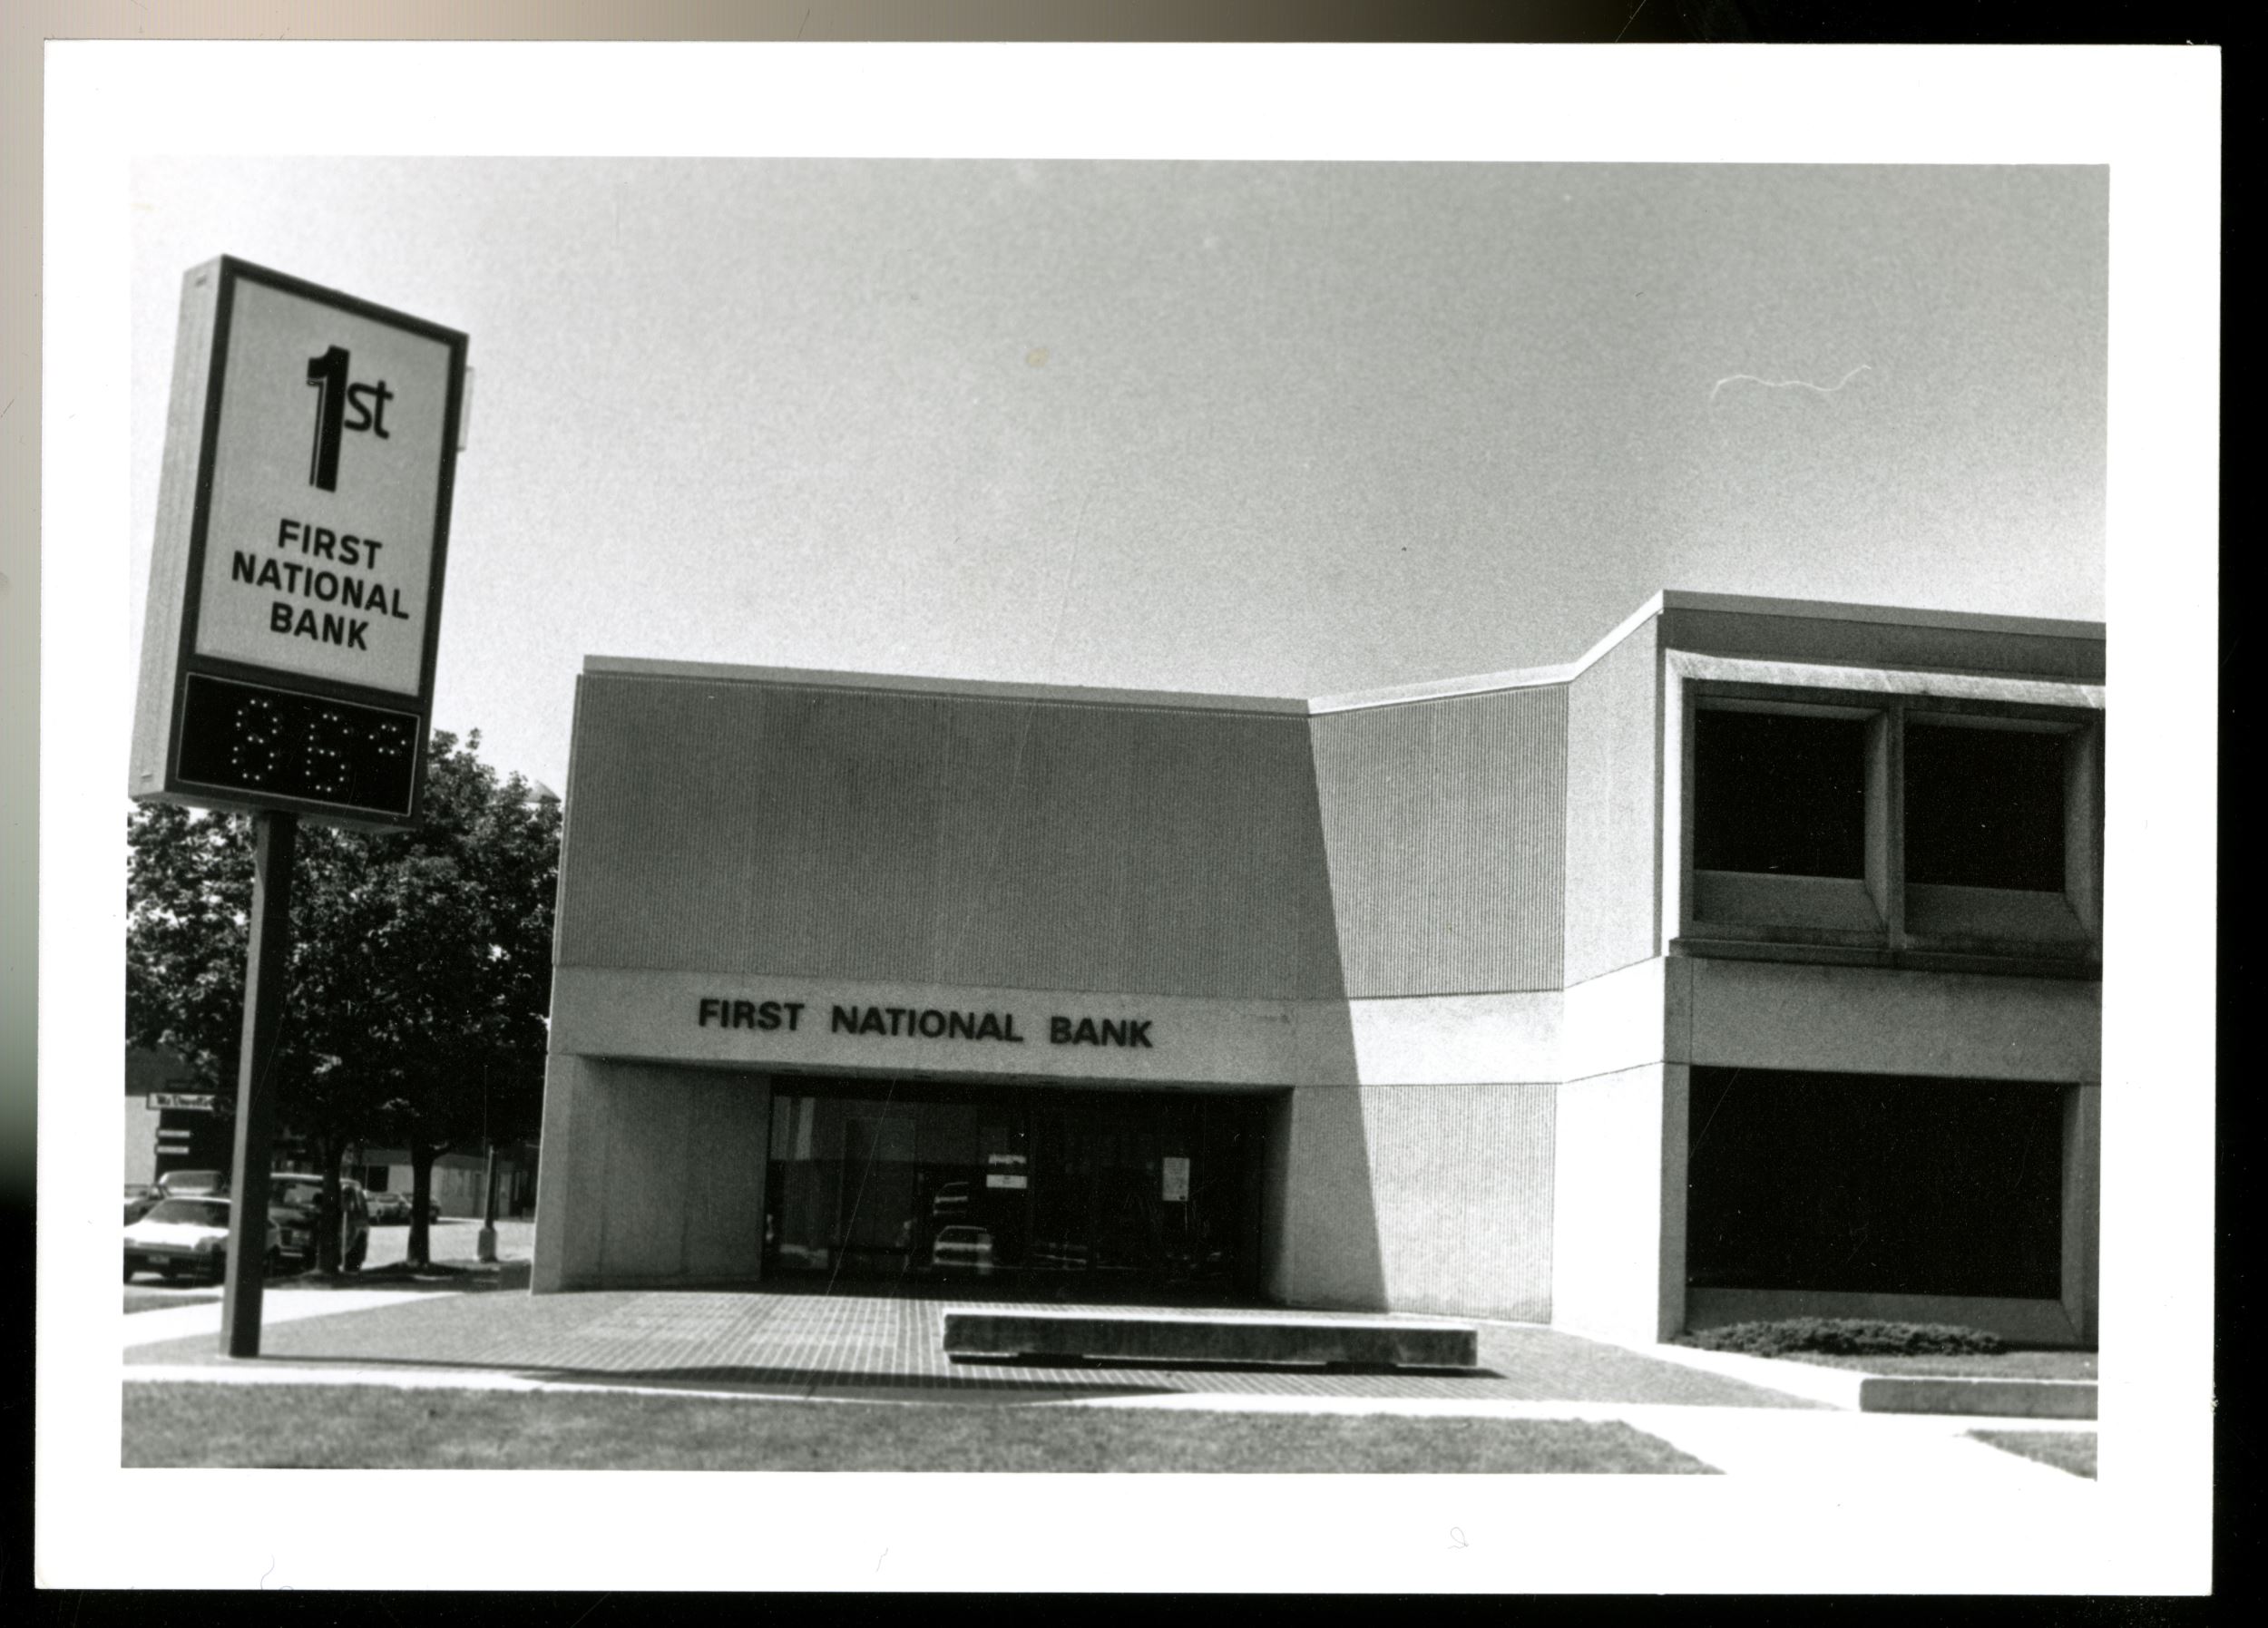 1st
FIRST
NATIONAL
BANK
86°
FIRST NATIONAL BANK